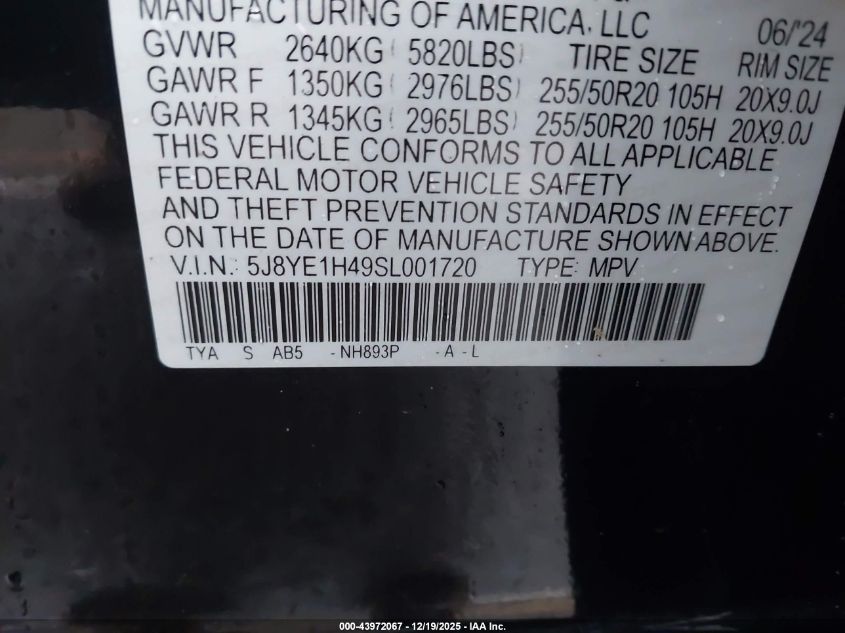 MANUFACTURING OF AMERICA, LLC 06/'24
GVWR 2640KG ( 5820LBS) TIRE SIZE RIM SIZE
GAWR F 1350KG ( 2976LBS) 255/50R20 105H 20X9.0J
GAWR R 1345KG ( 2965LBS) 255/50R20 105H 20X9.0J
THIS VEHICLE CONFORMS TO ALL APPLICABLE
FEDERAL MOTOR VEHICLE SAFETY
AND THEFT PREVENTION STANDARDS IN EFFECT
ON THE DATE OF MANUFACTURE SHOWN ABOVE.
V.I.N.: 5J8YE1H49SL001720 TYPE: MPV
TYA S AB5 -NH893P -A -L
000-43972067 - 12/19/2025 - IAA Inc.